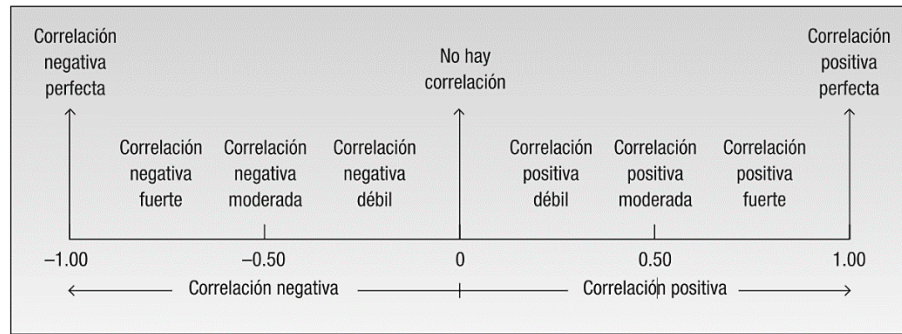 Correlación
negativa
perfecta
No hay
correlación
Correlación
positiva
perfecta
Correlación
negativa
fuerte
Correlación
negativa
moderada
Correlación
negativa
débil
Correlación
positiva
débil
Correlación
positiva
moderada
Correlación
positiva
fuerte
–1.00 –0.50 0 0.50 1.00
Correlación negativa Correlación positiva